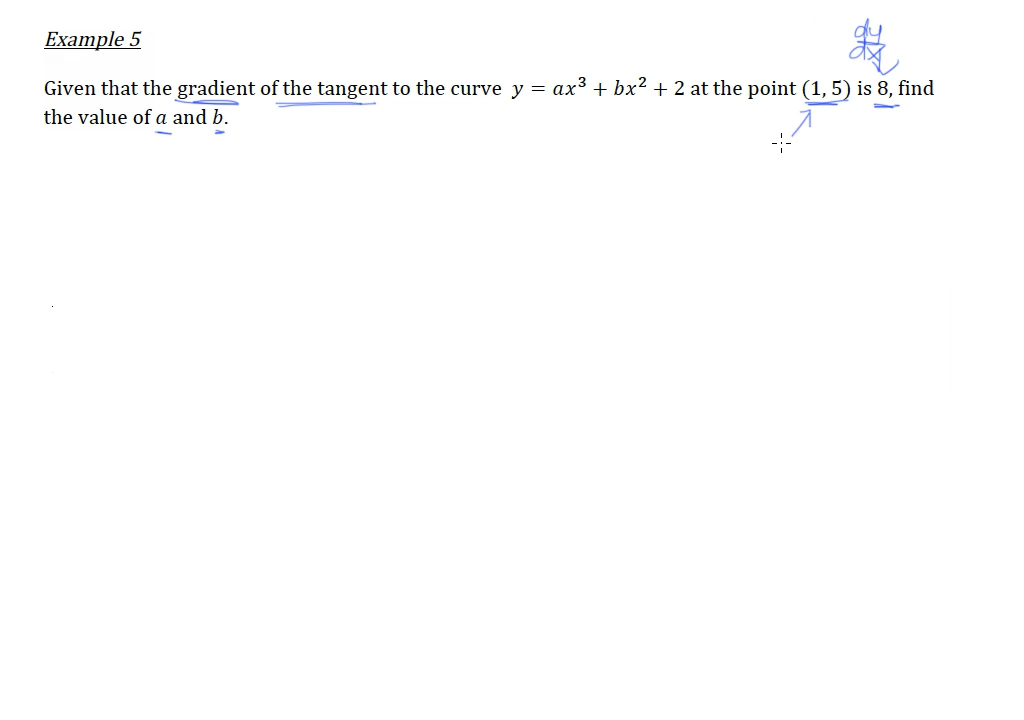 Example 5
dy
dx
Given that the gradient of the tangent to the curve y = ax³ + bx² + 2 at the point (1, 5) is 8, find
the value of a and b.